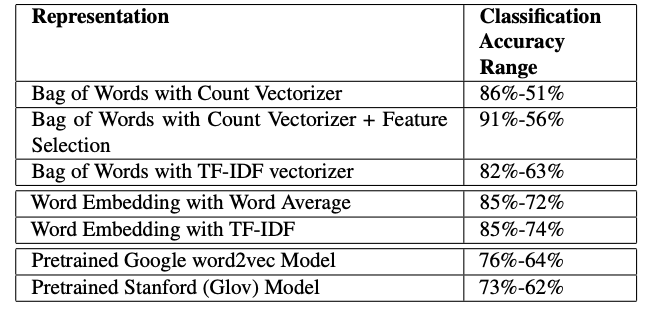 Representation Classification
Accuracy
Range
Bag of Words with Count Vectorizer 86%-51%
Bag of Words with Count Vectorizer + Feature 91%-56%
Selection
Bag of Words with TF-IDF vectorizer 82%-63%
Word Embedding with Word Average 85%-72%
Word Embedding with TF-IDF 85%-74%
Pretrained Google word2vec Model 76%-64%
Pretrained Stanford (Glov) Model 73%-62%